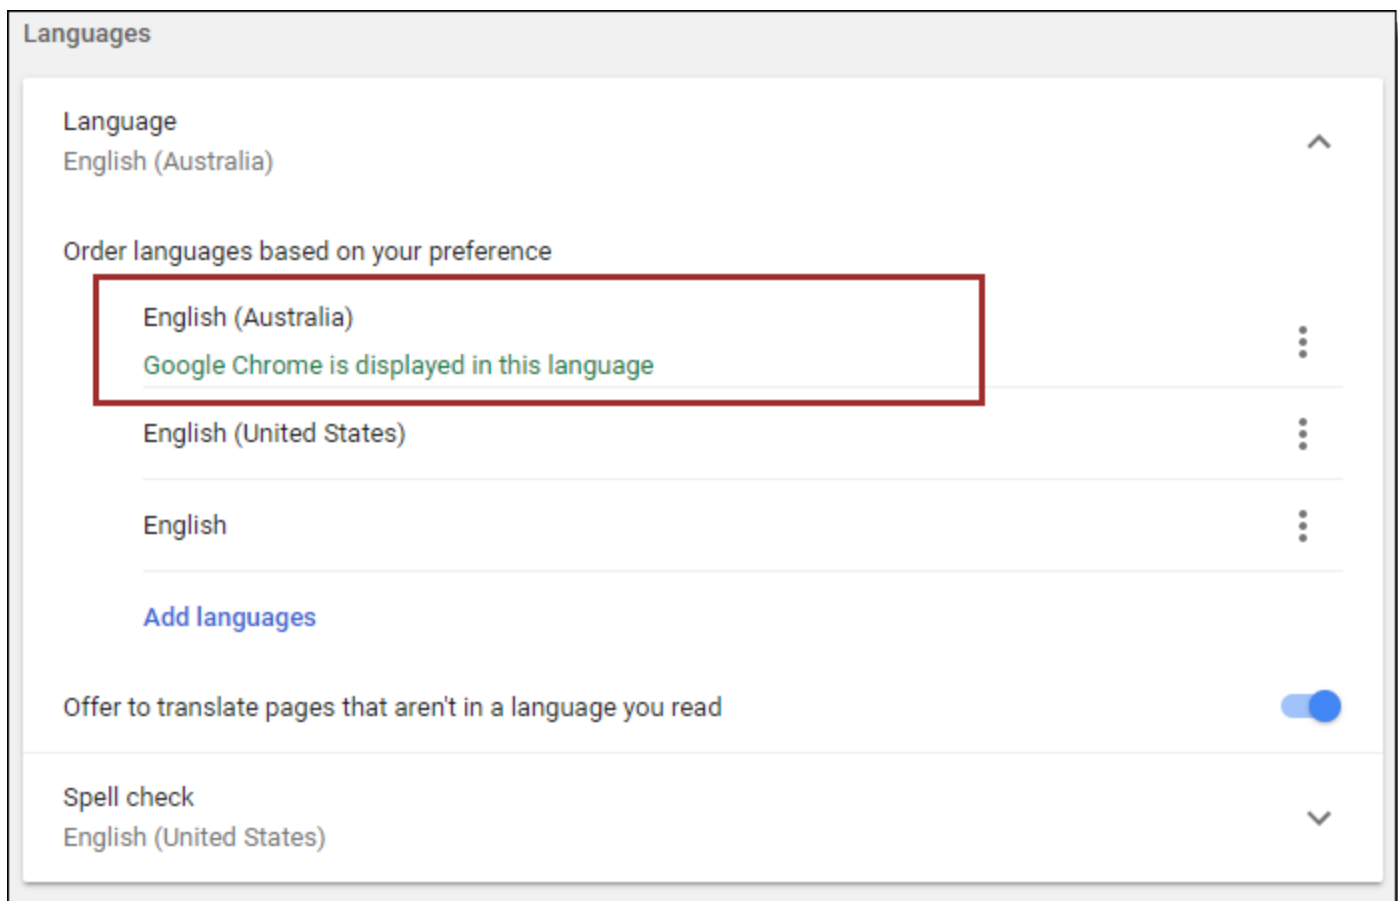 Languages
Language
English (Australia)
Order languages based on your preference
English (Australia)
Google Chrome is displayed in this language
English (United States)
English
Add languages
Offer to translate pages that aren't in a language you read
Spell check
English (United States)